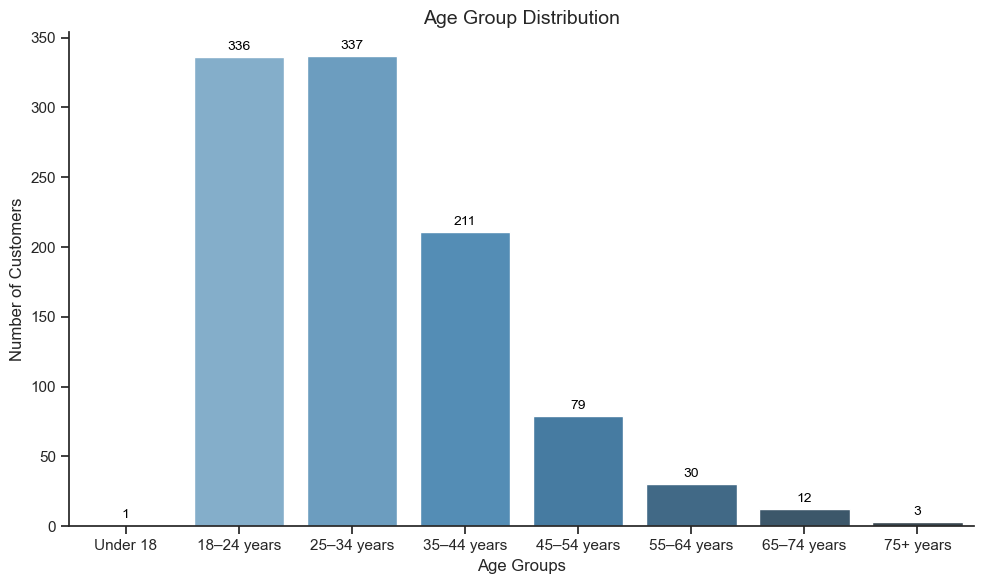 Age Group Distribution
350
300
250
200
150
100
50
0
Number of Customers
1
336
337
211
79
30
12
3
Under 18
18–24 years
25–34 years
35–44 years
45–54 years
55–64 years
65–74 years
75+ years
Age Groups